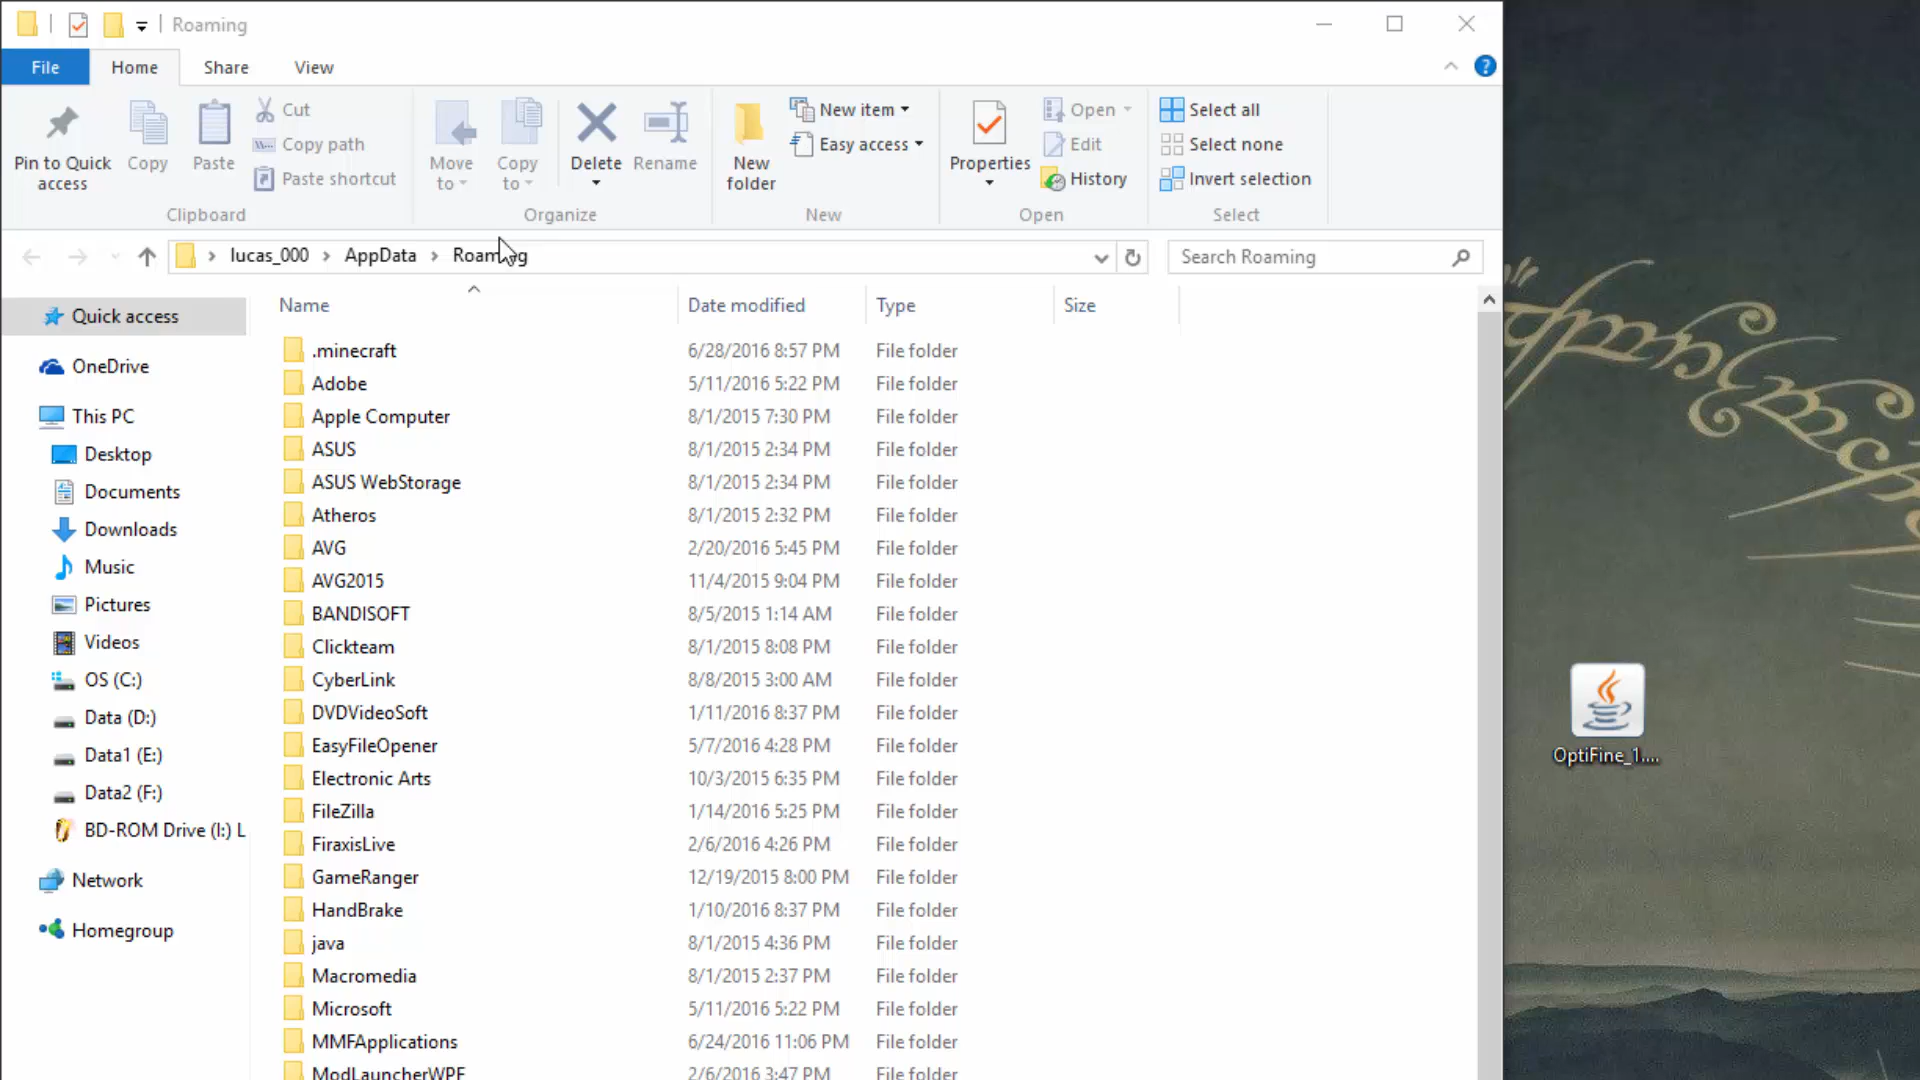 Roaming
File Home Share View
Pin to Quick access
Copy
Paste
Cut
Copy path
Paste shortcut
Clipboard
Move to
Copy to
Delete
Rename
Organize
New folder
New item
Easy access
New
Properties
Open
Edit
History
Open
Select all
Select none
Invert selection
Select
lucas_000 AppData Roaming
Search Roaming
Quick access
OneDrive
This PC
Desktop
Documents
Downloads
Music
Pictures
Videos
OS (C:)
Data (D:)
Data1 (E:)
Data2 (F:)
BD-ROM Drive (I:) L
Network
Homegroup
Name Date modified Type Size
.minecraft 6/28/2016 8:57 PM File folder
Adobe 5/11/2016 5:22 PM File folder
Apple Computer 8/1/2015 7:30 PM File folder
ASUS 8/1/2015 2:34 PM File folder
ASUS WebStorage 8/1/2015 2:34 PM File folder
Atheros 8/1/2015 2:32 PM File folder
AVG 2/20/2016 5:45 PM File folder
AVG2015 11/4/2015 9:04 PM File folder
BANDISOFT 8/5/2015 1:14 AM File folder
Clickteam 8/1/2015 8:08 PM File folder
CyberLink 8/8/2015 3:00 AM File folder
DVDVideoSoft 1/11/2016 8:37 PM File folder
EasyFileOpener 5/7/2016 4:28 PM File folder
Electronic Arts 10/3/2015 6:35 PM File folder
FileZilla 1/14/2016 5:25 PM File folder
FiraxisLive 2/6/2016 4:26 PM File folder
GameRanger 12/19/2015 8:00 PM File folder
HandBrake 1/10/2016 8:37 PM File folder
java 8/1/2015 4:36 PM File folder
Macromedia 8/1/2015 2:37 PM File folder
Microsoft 5/11/2016 5:22 PM File folder
MMFApplications 6/24/2016 11:06 PM File folder
ModLauncherWPF 2/6/2016 3:47 PM File folder
OptiFine_1....